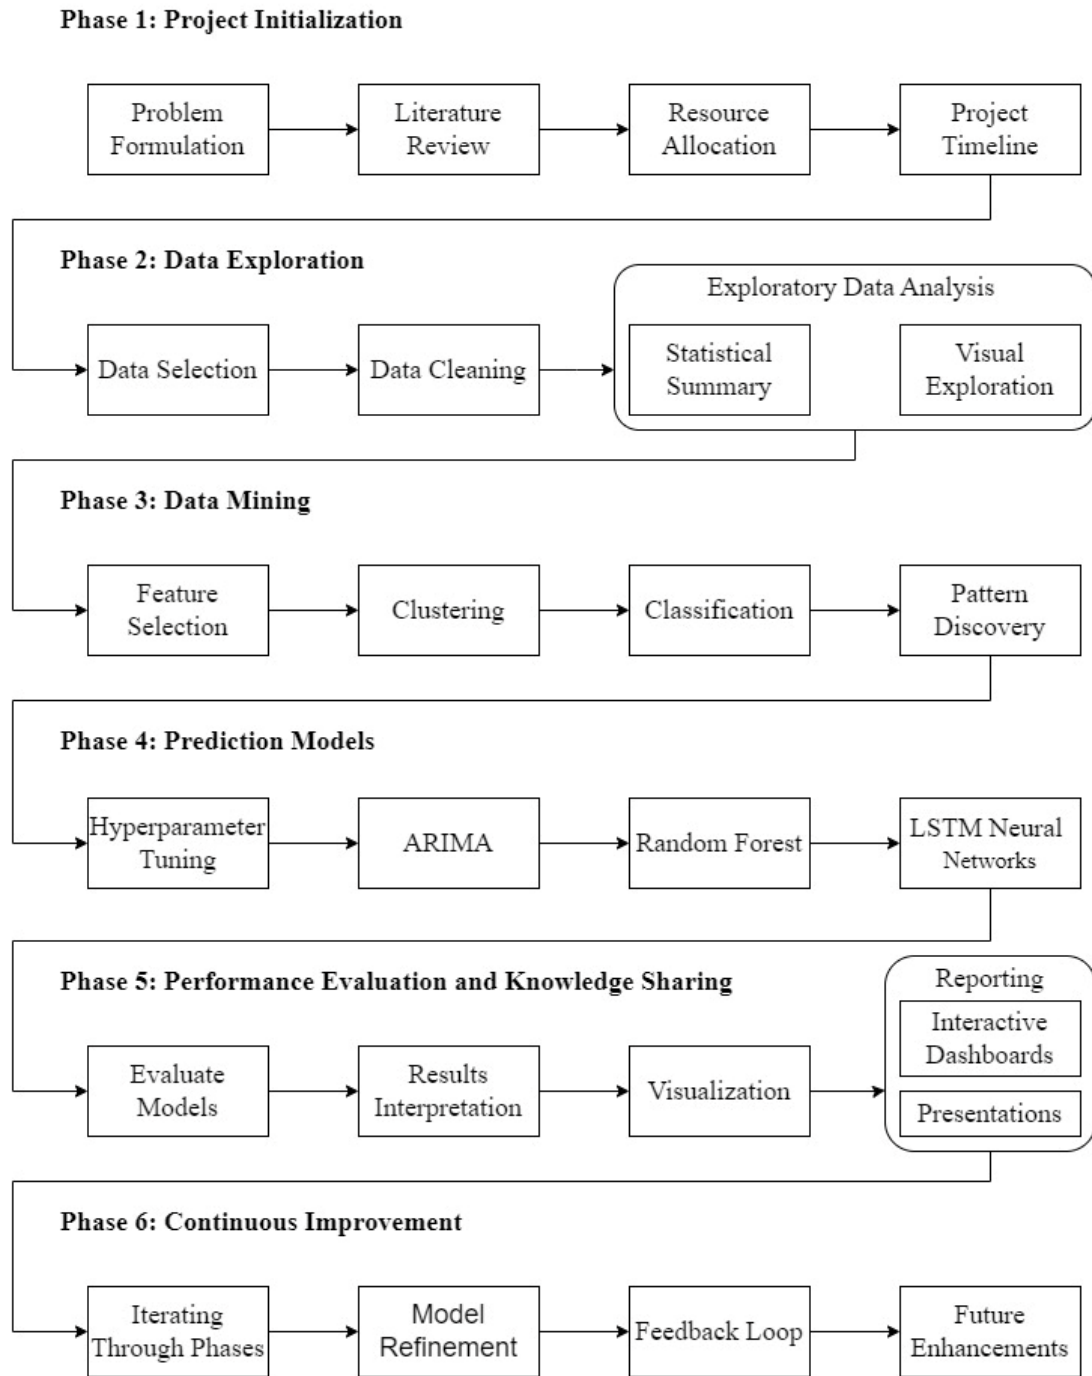 Phase 1: Project Initialization
Problem
Formulation
Literature
Review
Resource
Allocation
Project
Timeline
Phase 2: Data Exploration
Data Selection
Data Cleaning
Exploratory Data Analysis
Statistical
Summary
Visual
Exploration
Phase 3: Data Mining
Feature
Selection
Clustering
Classification
Pattern
Discovery
Phase 4: Prediction Models
Hyperparameter
Tuning
ARIMA
Random Forest
LSTM Neural
Networks
Phase 5: Performance Evaluation and Knowledge Sharing
Evaluate
Models
Results
Interpretation
Visualization
Reporting
Interactive
Dashboards
Presentations
Phase 6: Continuous Improvement
Iterating
Through Phases
Model
Refinement
Feedback Loop
Future
Enhancements